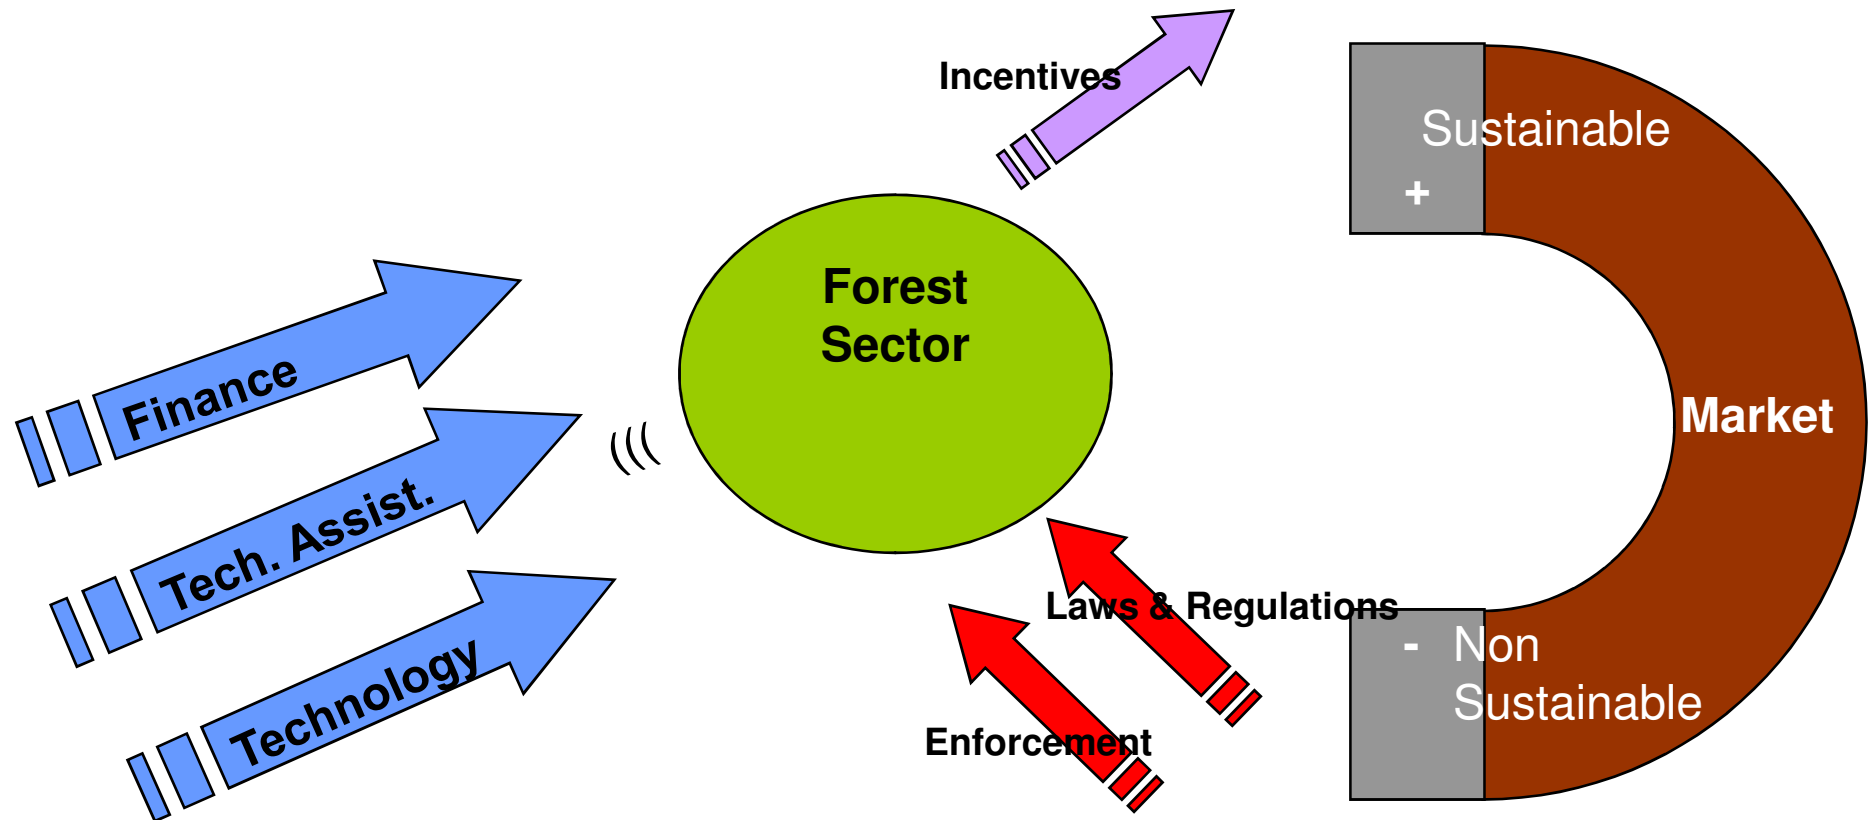 Incentives
Sustainable
+
Forest
Sector
Finance
Market
Tech. Assist.
Laws & Regulations
- Non
Sustainable
Technology
Enforcement